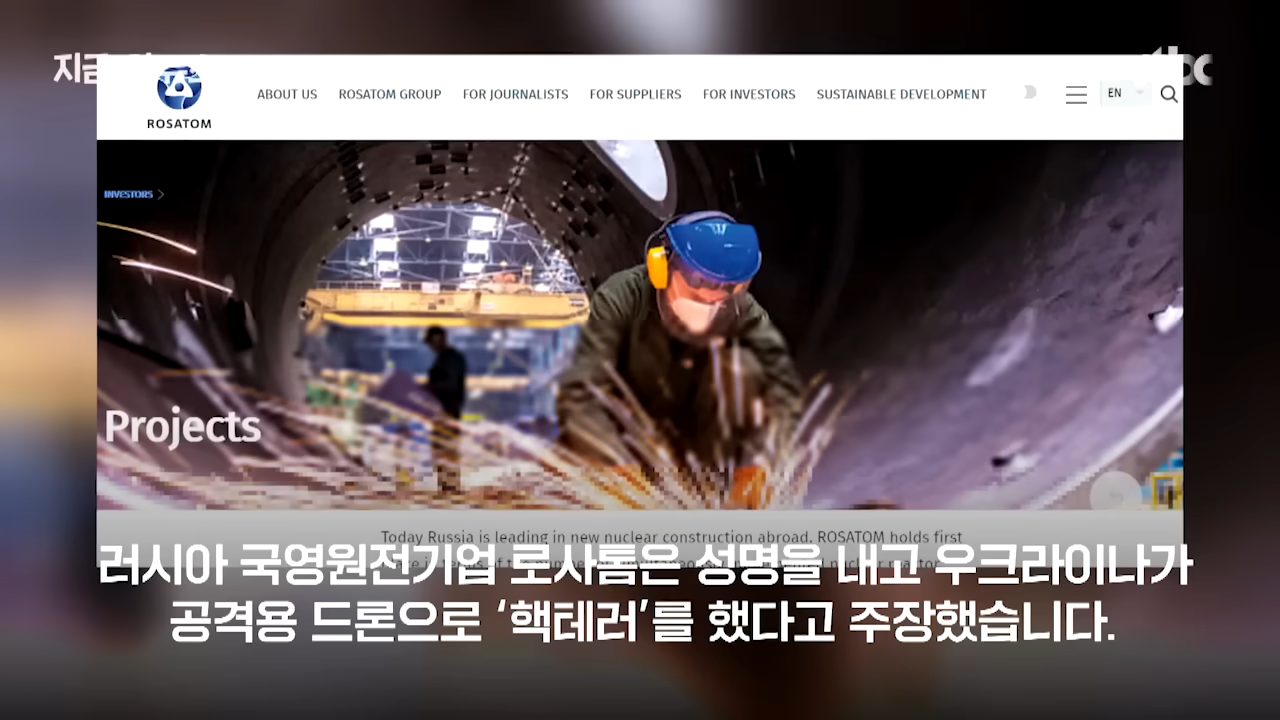 지금
tbc
ROSATOM
ABOUT US
ROSATOM GROUP
FOR JOURNALISTS
FOR SUPPLIERS
FOR INVESTORS
SUSTAINABLE DEVELOPMENT
EN
INVESTORS
Projects
Today Russia is leading in new nuclear construction abroad. ROSATOM holds first
러시아 국영원전기업 로사톰은 성명을 내고 우크라이나가
공격용 드론으로 ‘핵테러’를 했다고 주장했습니다.